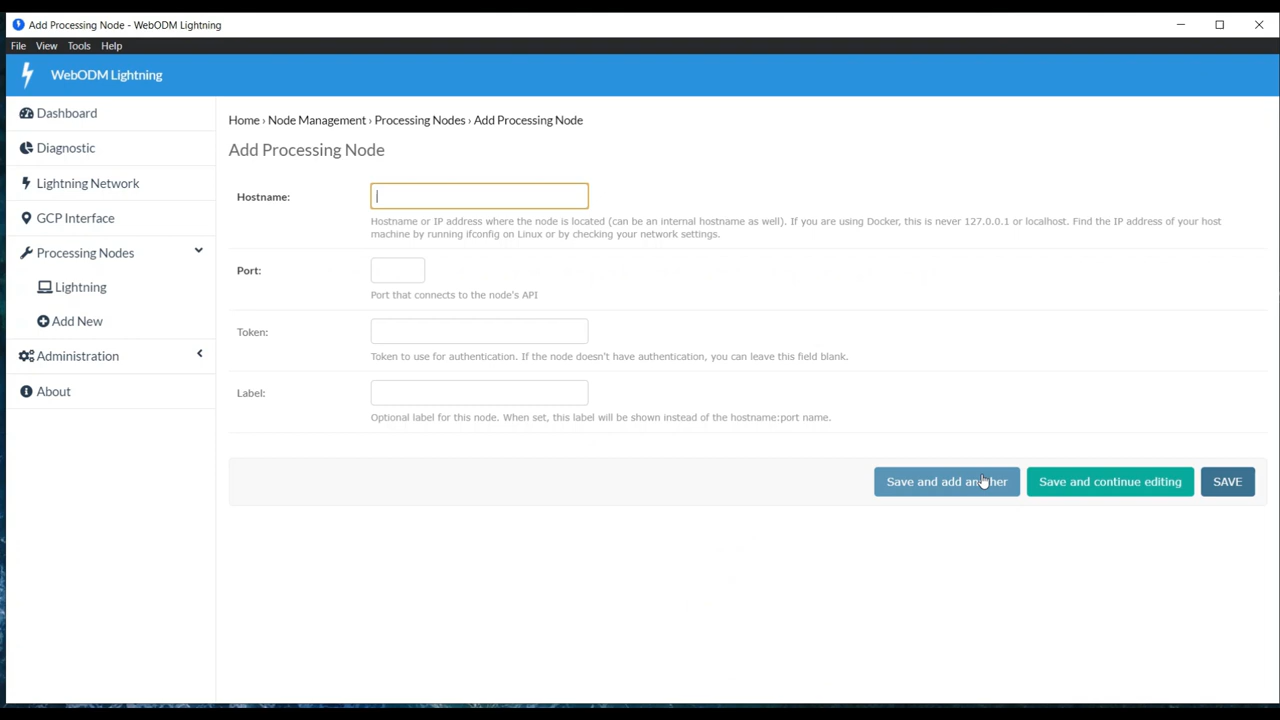 Add Processing Node - WebODM Lightning
File View Tools Help
WebODM Lightning
Dashboard
Diagnostic
Lightning Network
GCP Interface
Processing Nodes
Lightning
Add New
Administration
About
Home › Node Management › Processing Nodes › Add Processing Node
Add Processing Node
Hostname:
Hostname or IP address where the node is located (can be an internal hostname as well). If you are using Docker, this is never 127.0.0.1 or localhost. Find the IP address of your host
machine by running ifconfig on Linux or by checking your network settings.
Port:
Port that connects to the node's API
Token:
Token to use for authentication. If the node doesn't have authentication, you can leave this field blank.
Label:
Optional label for this node. When set, this label will be shown instead of the hostname:port name.
Save and add another Save and continue editing SAVE